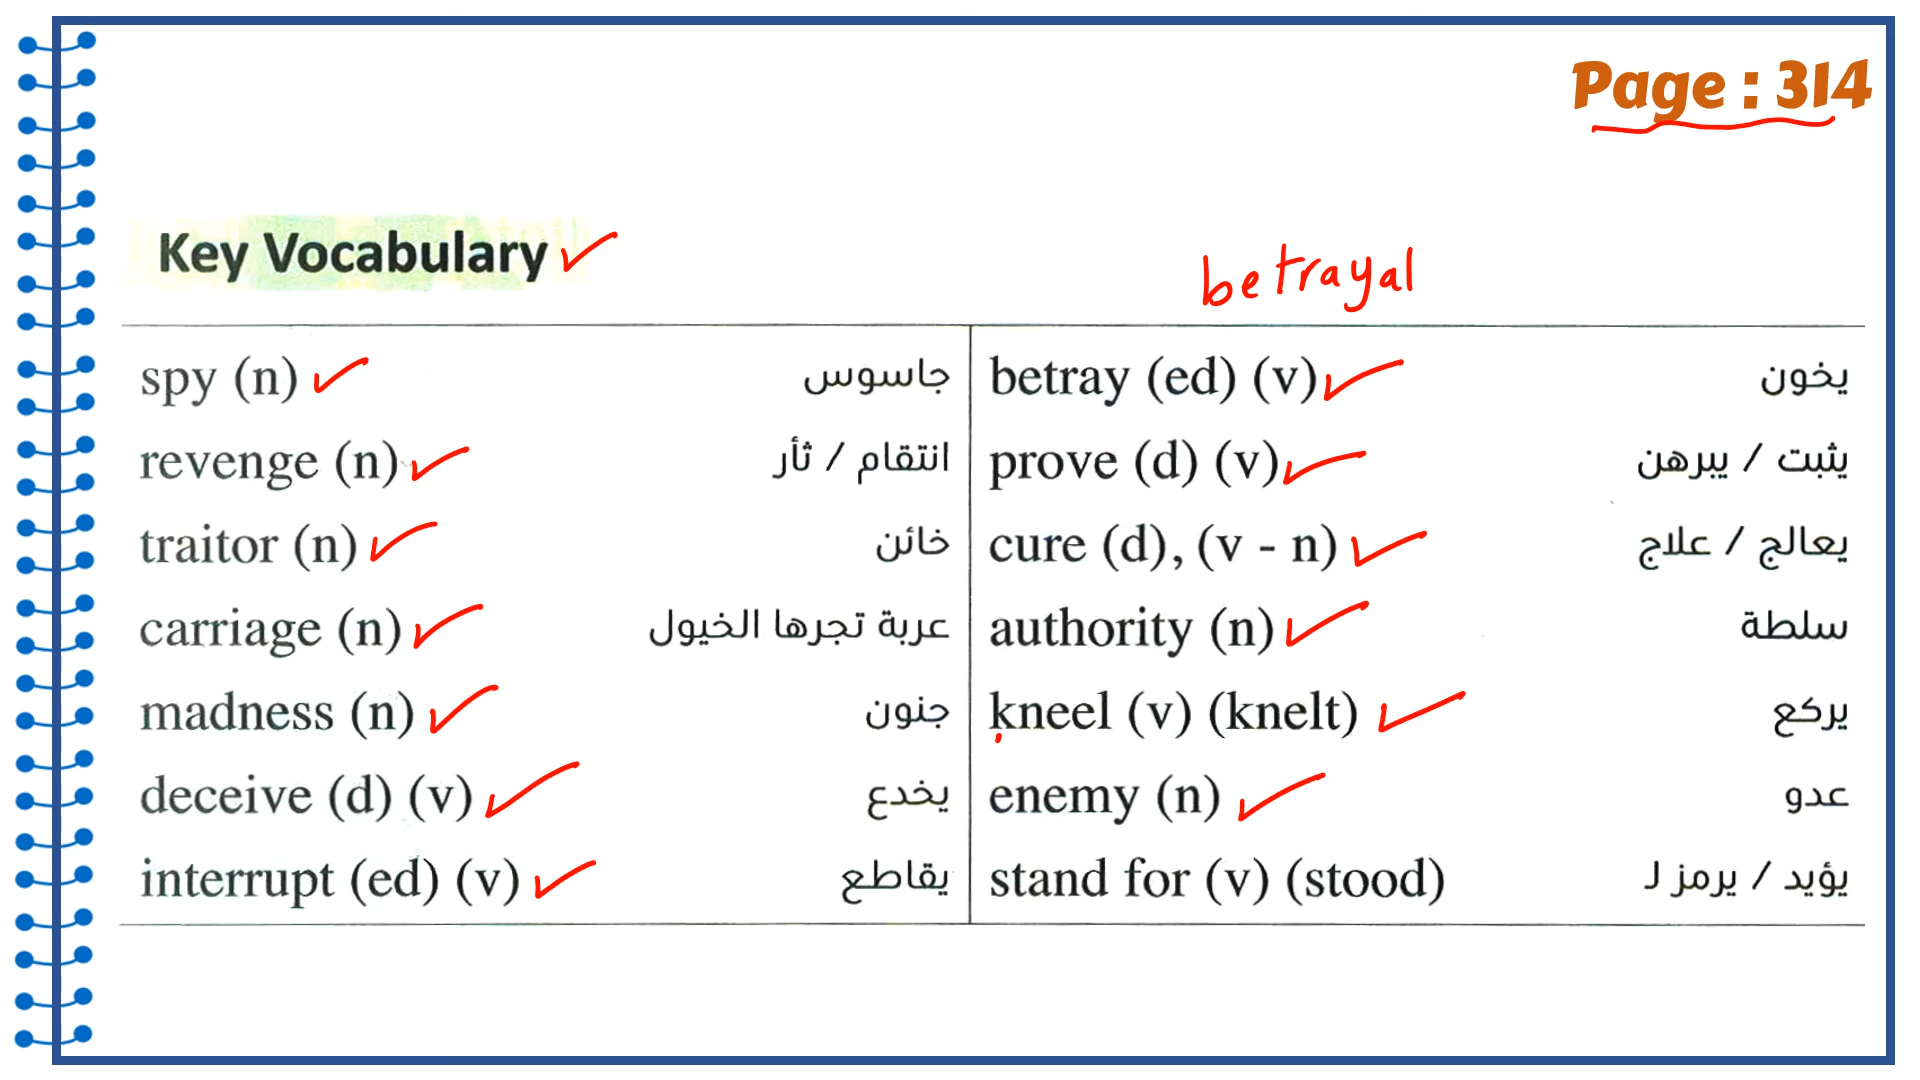 Page : 314
Key Vocabulary
betrayal
spy (n) جاسوس
revenge (n) انتقام / ثأر
traitor (n) خائن
carriage (n) عربة تجرها الخيول
madness (n) جنون
deceive (d) (v) يخدع
interrupt (ed) (v) يقاطع
betray (ed) (v) يخون
prove (d) (v) يثبت / يبرهن
cure (d), (v - n) يعالج / علاج
authority (n) سلطة
kneel (v) (knelt) يركع
enemy (n) عدو
stand for (v) (stood) يؤيد / يرمز لـ